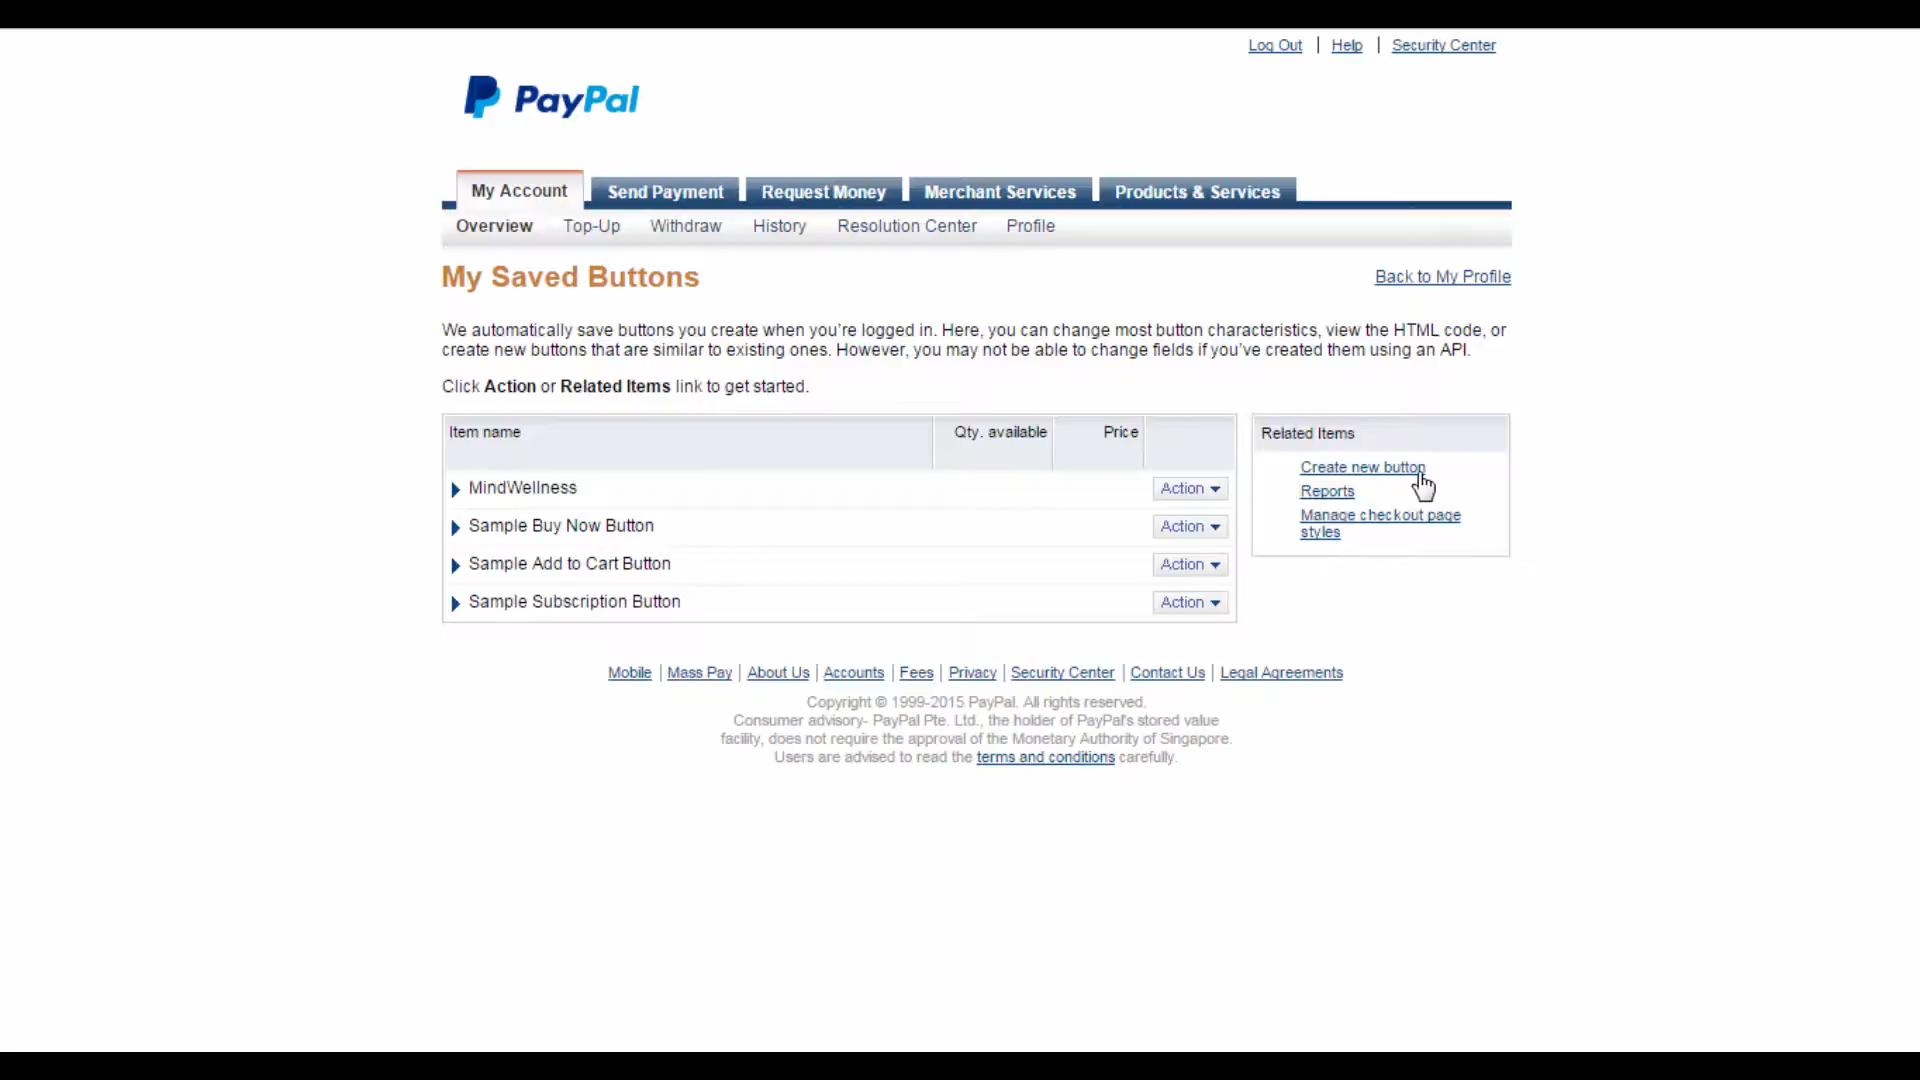 Log Out | Help | Security Center
PayPal
My Account Send Payment Request Money Merchant Services Products & Services
Overview Top-Up Withdraw History Resolution Center Profile
My Saved Buttons Back to My Profile
We automatically save buttons you create when you're logged in. Here, you can change most button characteristics, view the HTML code, or
create new buttons that are similar to existing ones. However, you may not be able to change fields if you've created them using an API.
Click Action or Related Items link to get started.
Item name Qty. available Price
MindWellness Action
Sample Buy Now Button Action
Sample Add to Cart Button Action
Sample Subscription Button Action
Related Items
Create new button
Reports
Manage checkout page
styles
Mobile | Mass Pay | About Us | Accounts | Fees | Privacy | Security Center | Contact Us | Legal Agreements
Copyright © 1999-2015 PayPal. All rights reserved.
Consumer advisory- PayPal Pte. Ltd., the holder of PayPal's stored value
facility, does not require the approval of the Monetary Authority of Singapore.
Users are advised to read the terms and conditions carefully.